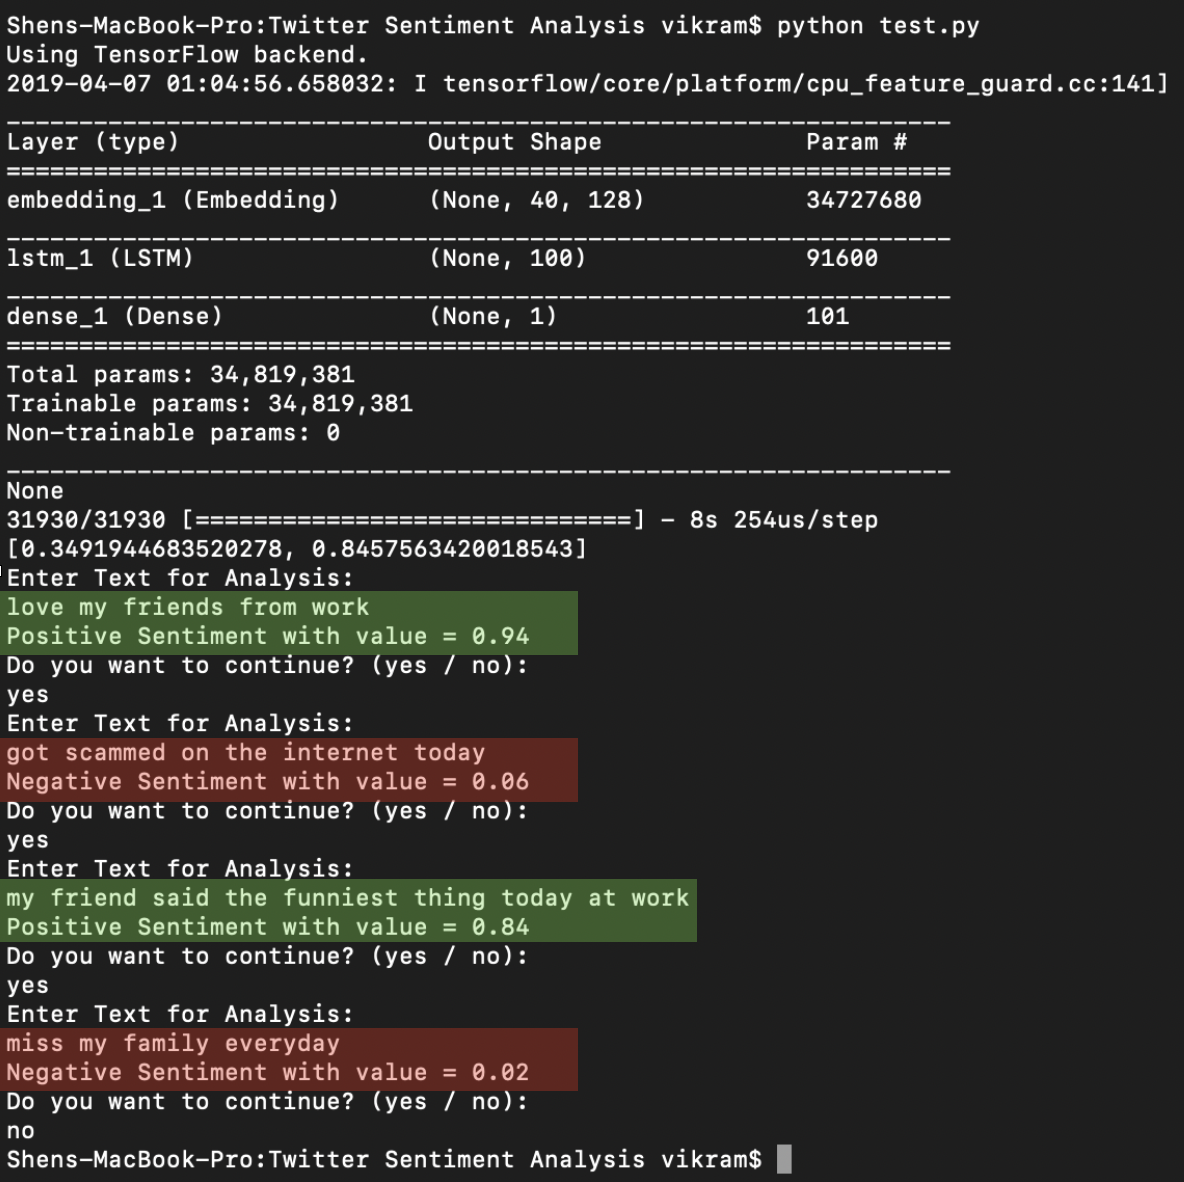 Shens-MacBook-Pro:Twitter Sentiment Analysis vikram$ python test.py
Using TensorFlow backend.
2019-04-07 01:04:56.658032: I tensorflow/core/platform/cpu_feature_guard.cc:141]
_________________________________________________________________
Layer (type)                 Output Shape              Param #
=================================================================
embedding_1 (Embedding)      (None, 40, 128)           34727680
_________________________________________________________________
lstm_1 (LSTM)                (None, 100)               91600
_________________________________________________________________
dense_1 (Dense)              (None, 1)                 101
=================================================================
Total params: 34,819,381
Trainable params: 34,819,381
Non-trainable params: 0
_________________________________________________________________
None
31930/31930 [==============================] - 8s 254us/step
[0.3491944683520278, 0.8457563420018543]
Enter Text for Analysis:
love my friends from work
Positive Sentiment with value = 0.94
Do you want to continue? (yes / no):
yes
Enter Text for Analysis:
got scammed on the internet today
Negative Sentiment with value = 0.06
Do you want to continue? (yes / no):
yes
Enter Text for Analysis:
my friend said the funniest thing today at work
Positive Sentiment with value = 0.84
Do you want to continue? (yes / no):
yes
Enter Text for Analysis:
miss my family everyday
Negative Sentiment with value = 0.02
Do you want to continue? (yes / no):
no
Shens-MacBook-Pro:Twitter Sentiment Analysis vikram$